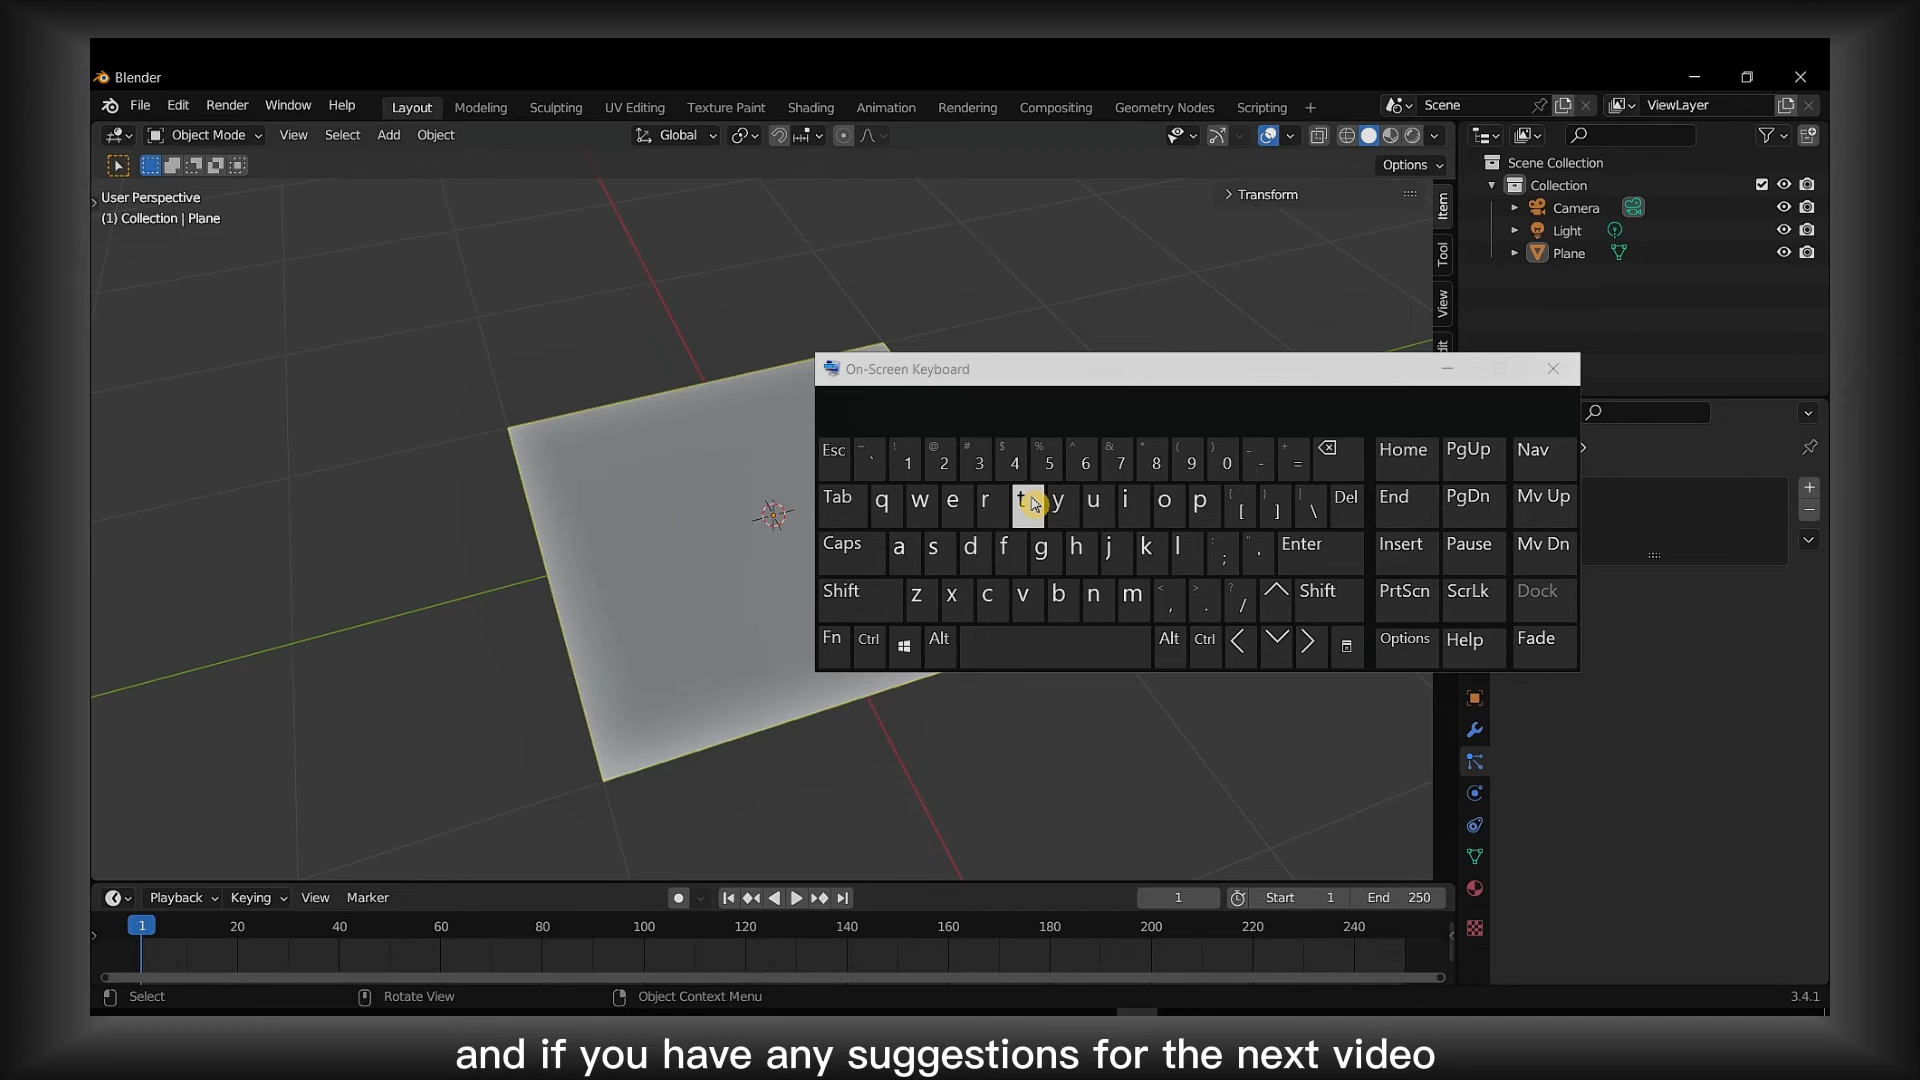 Blender
File Edit Render Window Help Layout Modeling Sculpting UV Editing Texture Paint Shading Animation Rendering Compositing Geometry Nodes Scripting + Scene ViewLayer
Object Mode View Select Add Object Global
Options
User Perspective
(1) Collection | Plane
Transform
Item
Tool
View
Scene Collection
Collection
Camera
Light
Plane
On-Screen Keyboard
Esc ~ ` ! 1 @ 2 # 3 $ 4 % 5 ^ 6 & 7 * 8 ( 9 ) 0 _ - + = Home PgUp Nav
Tab q w e r t y u i o p { [ } ] | \ Del End PgDn Mv Up
Caps a s d f g h j k l : ; " ' Enter Insert Pause Mv Dn
Shift z x c v b n m < , > . ? / Shift PrtScn ScrLk Dock
Fn Ctrl Alt Alt Ctrl Options Help Fade
Playback Keying View Marker 1 Start 1 End 250
1 20 40 60 80 100 120 140 160 180 200 220 240
Select Rotate View Object Context Menu 3.4.1
and if you have any suggestions for the next video